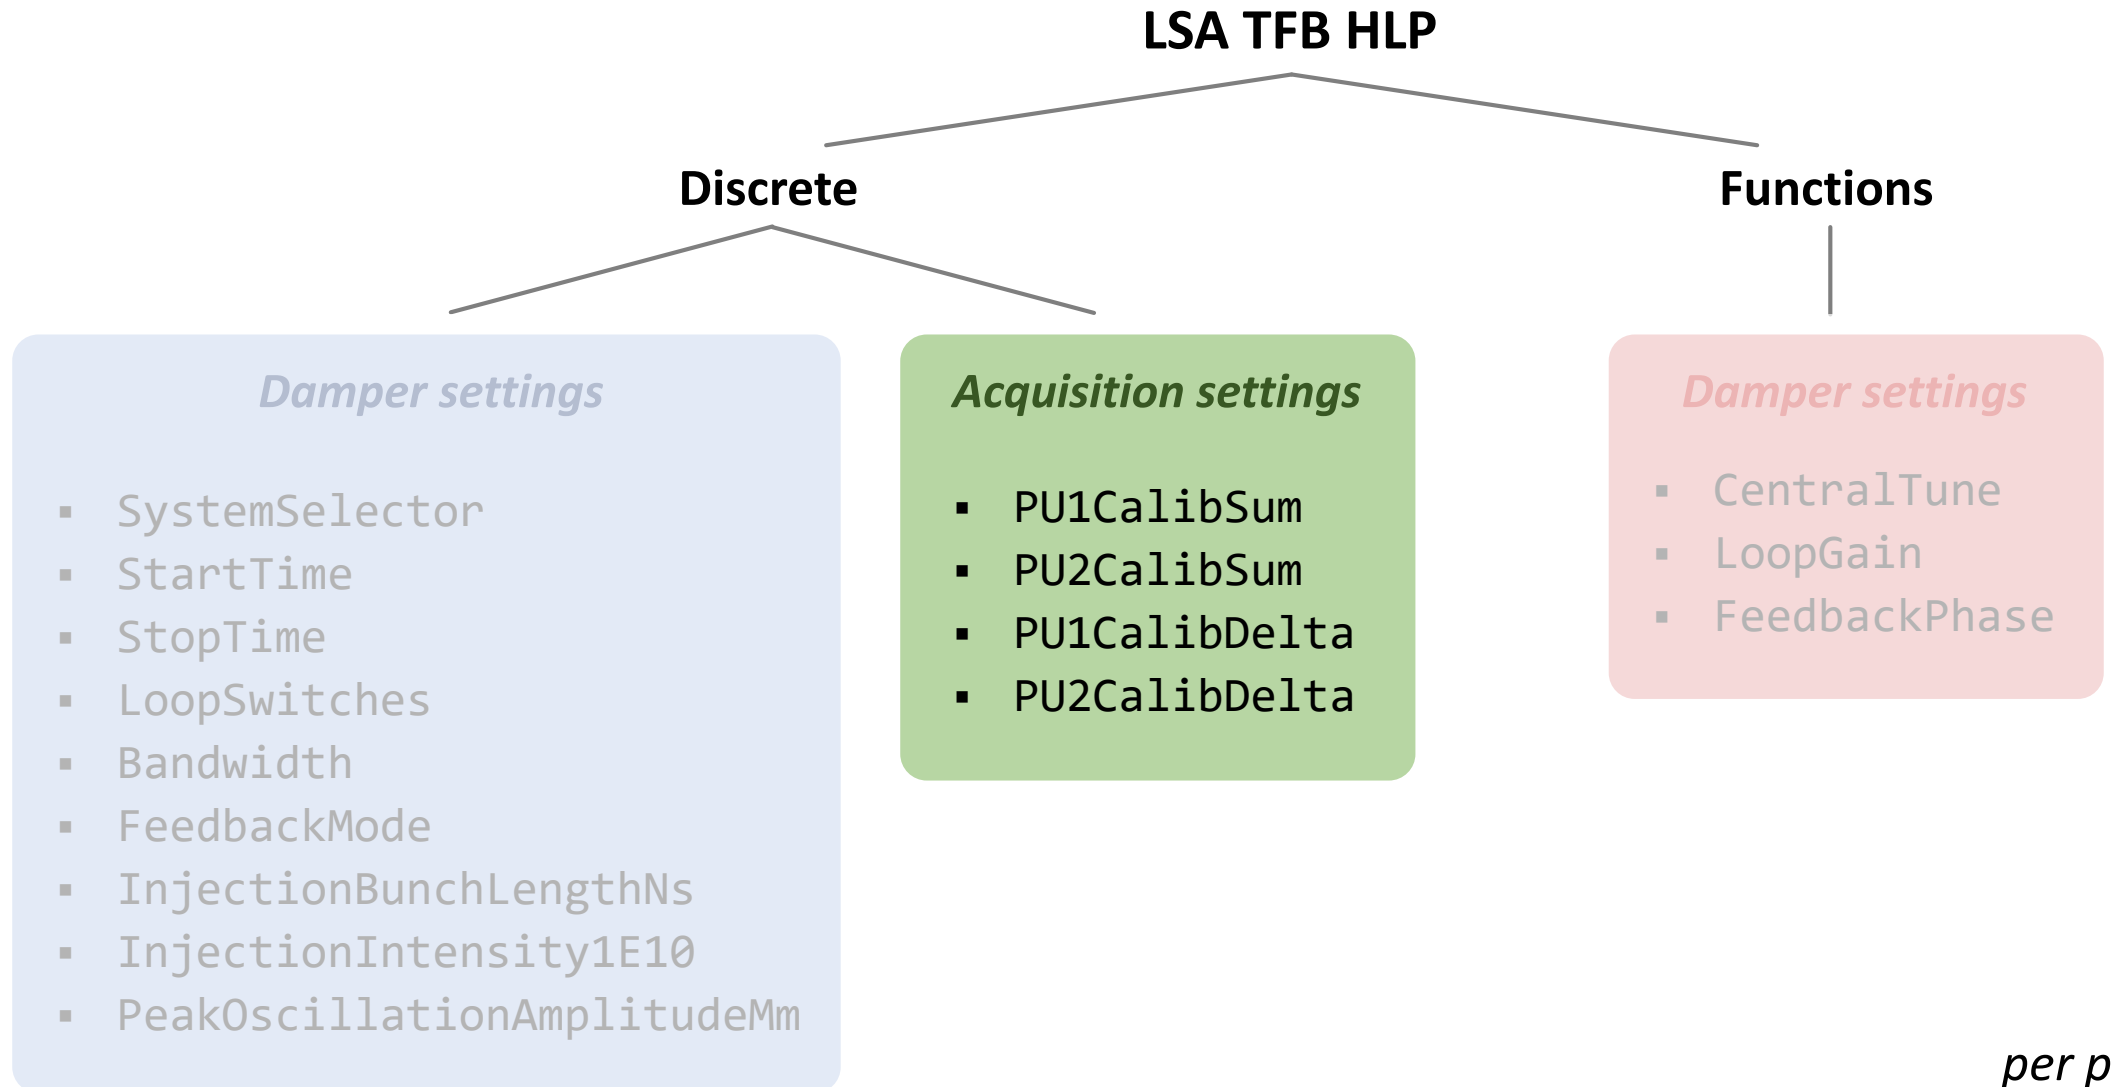 LSA TFB HLP
Discrete
Functions
Damper settings
▪ SystemSelector
▪ StartTime
▪ StopTime
▪ LoopSwitches
▪ Bandwidth
▪ FeedbackMode
▪ InjectionBunchLengthNs
▪ InjectionIntensity1E10
▪ PeakOscillationAmplitudeMm
Acquisition settings
▪ PU1CalibSum
▪ PU2CalibSum
▪ PU1CalibDelta
▪ PU2CalibDelta
Damper settings
▪ CentralTune
▪ LoopGain
▪ FeedbackPhase
per p